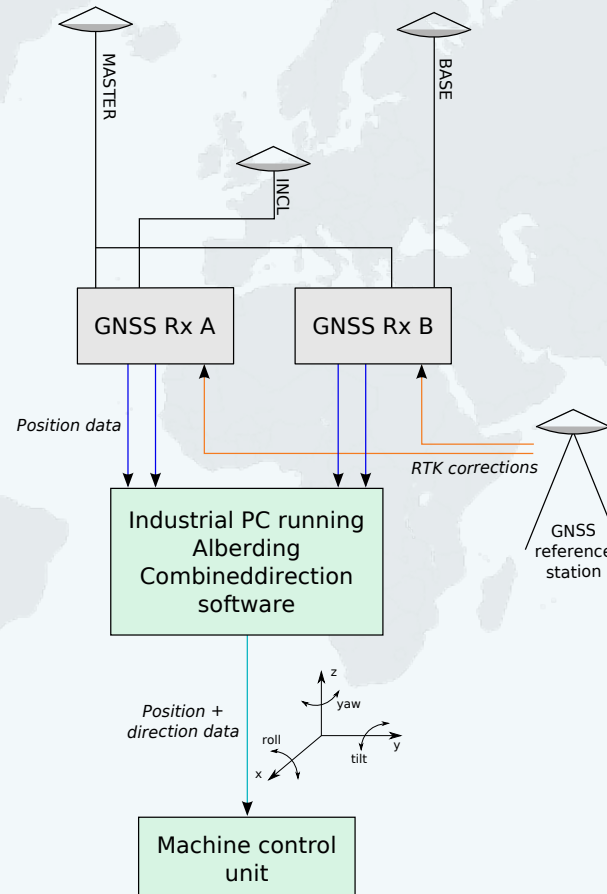 MASTER
BASE
INCL
GNSS Rx A
GNSS Rx B
Position data
RTK corrections
GNSS
reference
station
Industrial PC running
Alberding
Combineddirection
software
Position +
direction data
z
yaw
roll
y
tilt
x
Machine control
unit